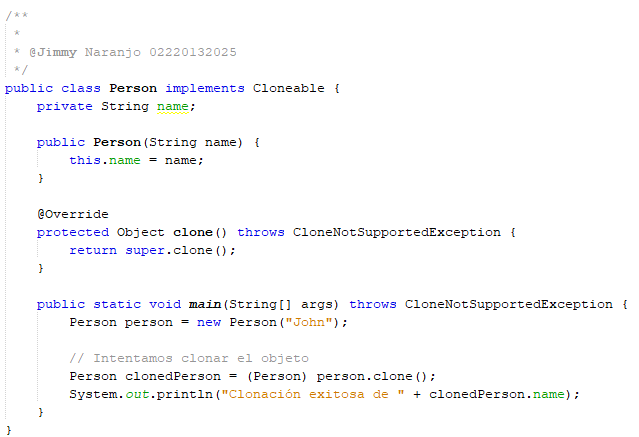 /**
 *
 * @Jimmy Naranjo 02220132025
 */
public class Person implements Cloneable {
    private String name;

    public Person(String name) {
        this.name = name;
    }

    @Override
    protected Object clone() throws CloneNotSupportedException {
        return super.clone();
    }

    public static void main(String[] args) throws CloneNotSupportedException {
        Person person = new Person("John");

        // Intentamos clonar el objeto
        Person clonedPerson = (Person) person.clone();
        System.out.println("Clonación exitosa de " + clonedPerson.name);
    }
}